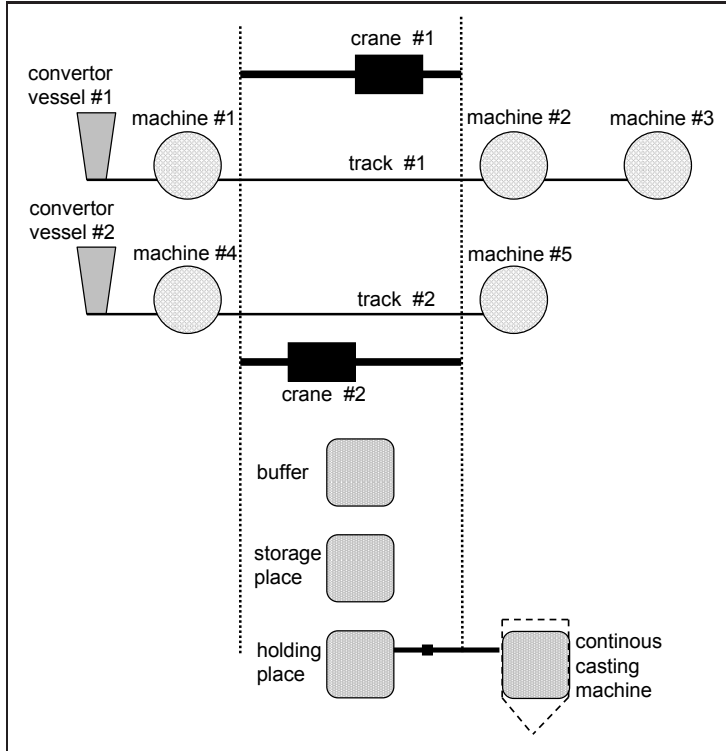 crane #1
convertor
vessel #1
machine #1
machine #2
machine #3
track #1
convertor
vessel #2
machine #4
machine #5
track #2
crane #2
buffer
storage
place
holding
place
continous
casting
machine